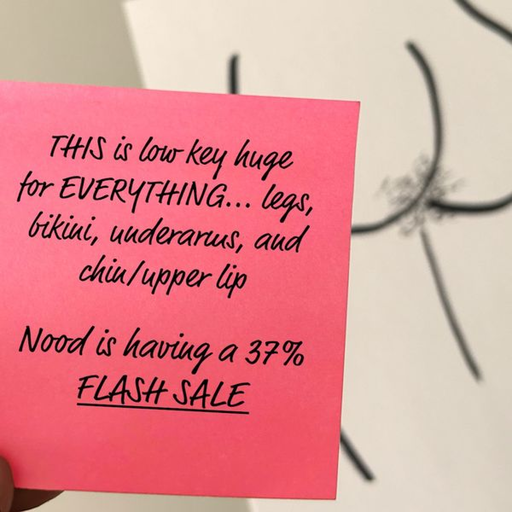 THIS is low key huge
for EVERYTHING... legs,
bikini, underarms, and
chin/upper lip
Nood is having a 37%
FLASH SALE